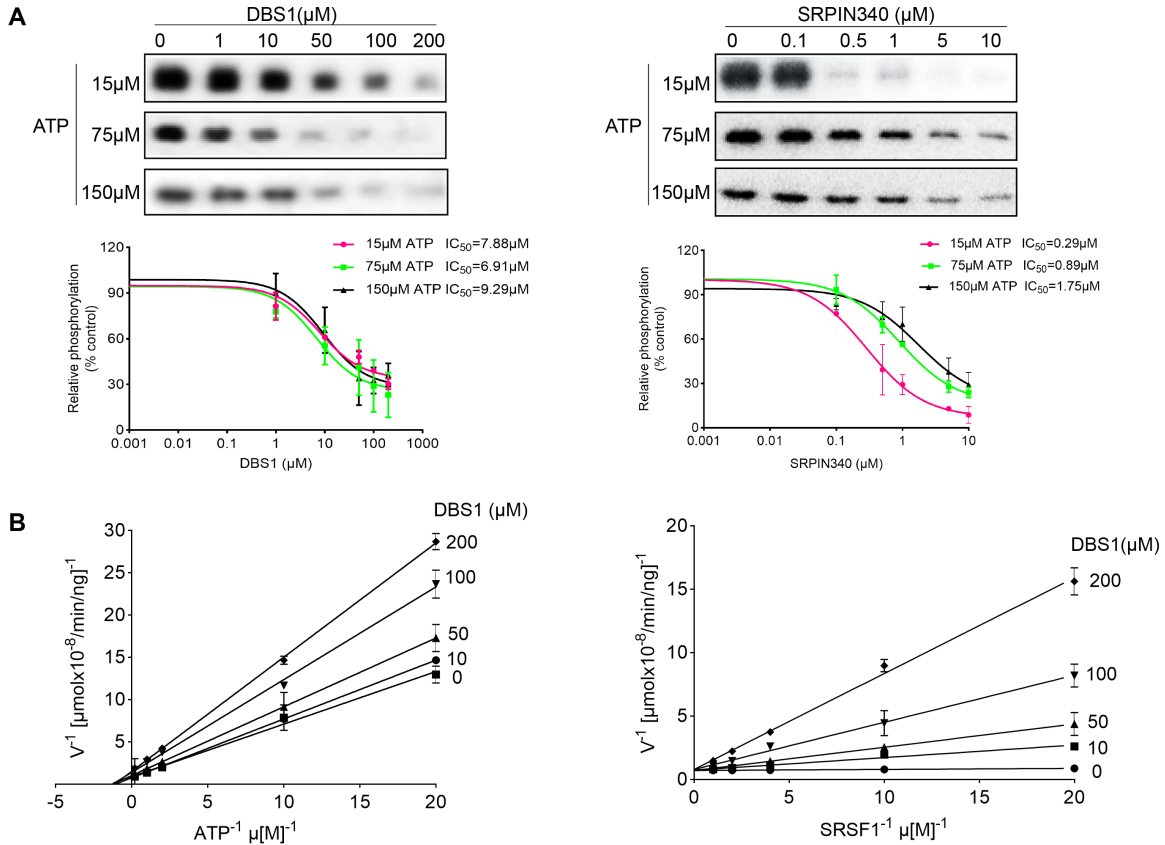 A
DBS1(µM)
0 1 10 50 100 200
ATP
15µM
75µM
150µM
SRPIN340 (µM)
0 0.1 0.5 1 5 10
ATP
15µM
75µM
150µM
Relative phosphorylation
(% control)
120
90
60
30
0
0.001 0.01 0.1 1 10 100 1000
DBS1 (µM)
15µM ATP IC50=7.88µM
75µM ATP IC50=6.91µM
150µM ATP IC50=9.29µM
Relative phosphorylation
(% control)
120
90
60
30
0
0.001 0.01 0.1 1 10
SRPIN340 (µM)
15µM ATP IC50=0.29µM
75µM ATP IC50=0.89µM
150µM ATP IC50=1.75µM
B
DBS1 (µM)
200
100
50
10
0
V-1 [µmolx10-8/min/ng]-1
30
25
20
15
10
5
-5 0 5 10 15 20
ATP-1 µ[M]-1
DBS1(µM)
200
100
50
10
0
V-1 [µmolx10-8/min/ng]-1
20
15
10
5
0
0 5 10 15 20
SRSF1-1 µ[M]-1